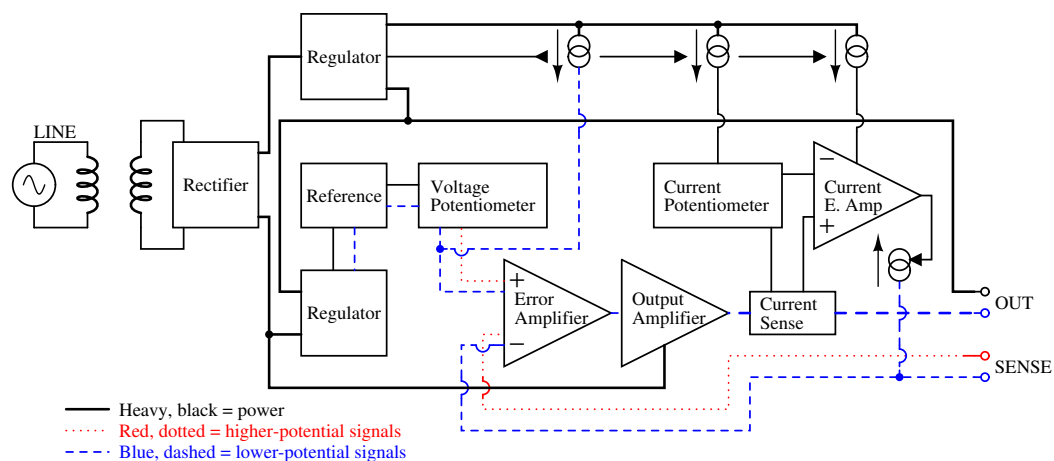 Regulator
LINE
Rectifier
Reference
Voltage
Potentiometer
Current
Potentiometer
−
Current
E. Amp
+
Regulator
+
Error
Amplifier
−
Output
Amplifier
Current
Sense
OUT
SENSE
Heavy, black = power
Red, dotted = higher-potential signals
Blue, dashed = lower-potential signals